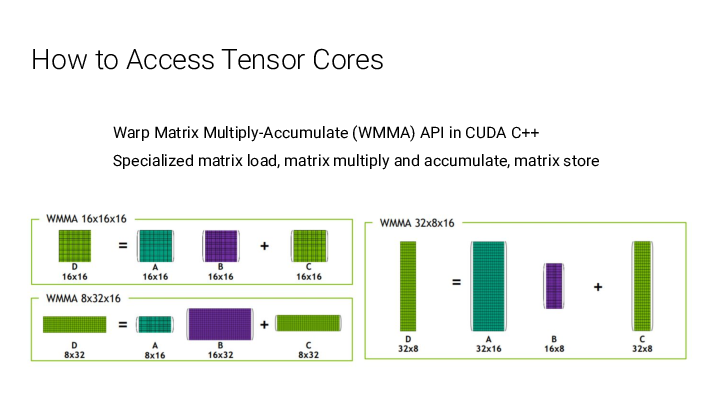 How to Access Tensor Cores
Warp Matrix Multiply-Accumulate (WMMA) API in CUDA C++
Specialized matrix load, matrix multiply and accumulate, matrix store
WMMA 16x16x16
= +
D A B C
16x16 16x16 16x16 16x16
WMMA 8x32x16
= +
D A B C
8x32 8x16 16x32 8x32
WMMA 32x8x16
= +
D A B C
32x8 32x16 16x8 32x8